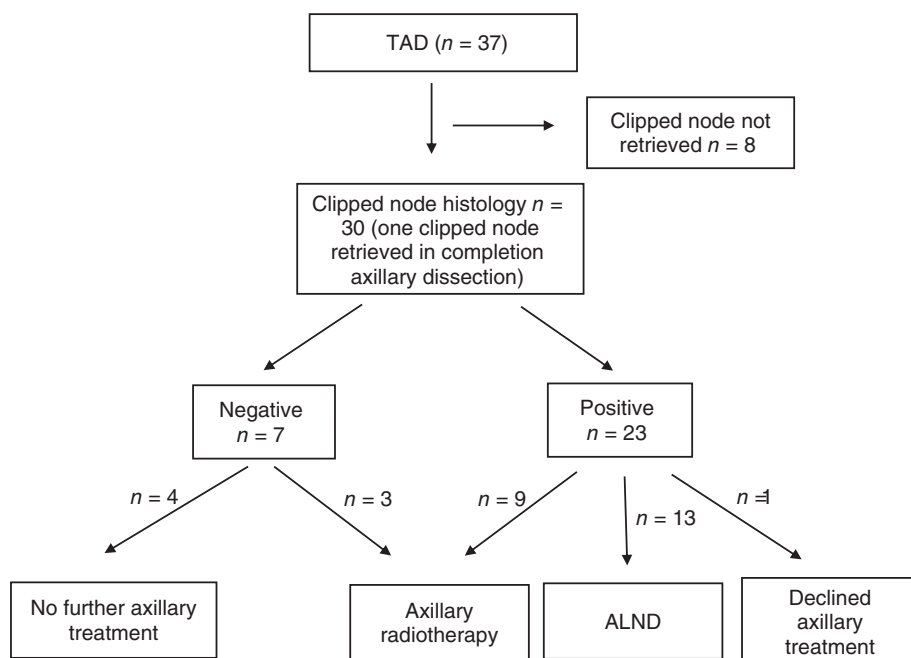 TAD (n = 37)
Clipped node not
retrieved n = 8
Clipped node histology n =
30 (one clipped node
retrieved in completion
axillary dissection)
Negative
n = 7
Positive
n = 23
n = 4
n = 3
n = 9
n = 13
n =1
No further axillary
treatment
Axillary
radiotherapy
ALND
Declined
axillary
treatment